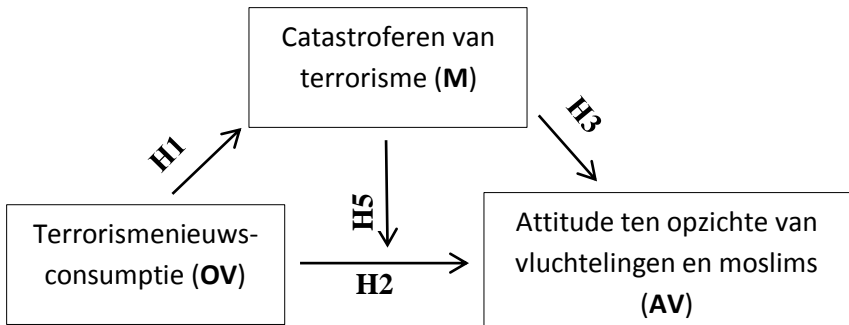 Catastroferen van
terrorisme (M)
H1
H3
H5
Terrorismenieuws-
consumptie (OV)
H2
Attitude ten opzichte van
vluchtelingen en moslims
(AV)